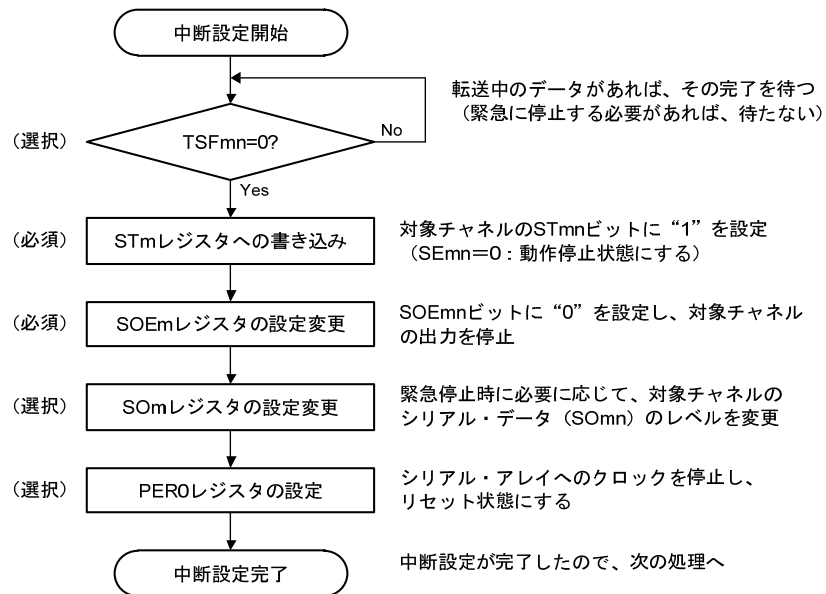 中断設定開始
転送中のデータがあれば、その完了を待つ
（緊急に停止する必要があれば、待たない）
（選択）
TSFmn=0?
No
Yes
（必須）
STmレジスタへの書き込み
対象チャネルのSTmnビットに“1”を設定
（SEmn＝0：動作停止状態にする）
（必須）
SOEmレジスタの設定変更
SOEmnビットに“0”を設定し、対象チャネル
の出力を停止
（選択）
SOmレジスタの設定変更
緊急停止時に必要に応じて、対象チャネルの
シリアル・データ（SOmn）のレベルを変更
（選択）
PER0レジスタの設定
シリアル・アレイへのクロックを停止し、
リセット状態にする
中断設定完了
中断設定が完了したので、次の処理へ